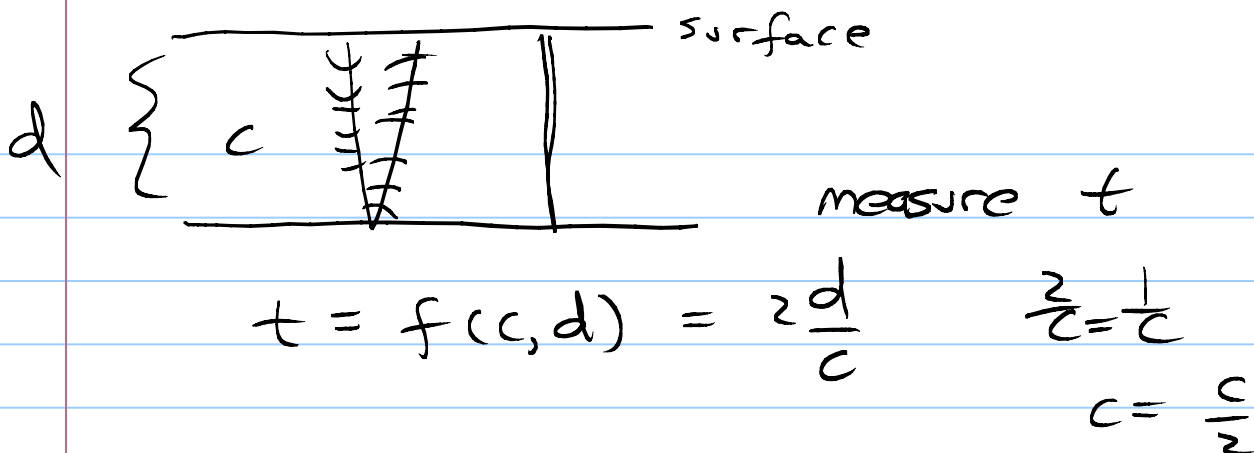 surface
d { c
measure t
t = f(c,d) = 2 d/c  2/c = 1/c
c = c/2